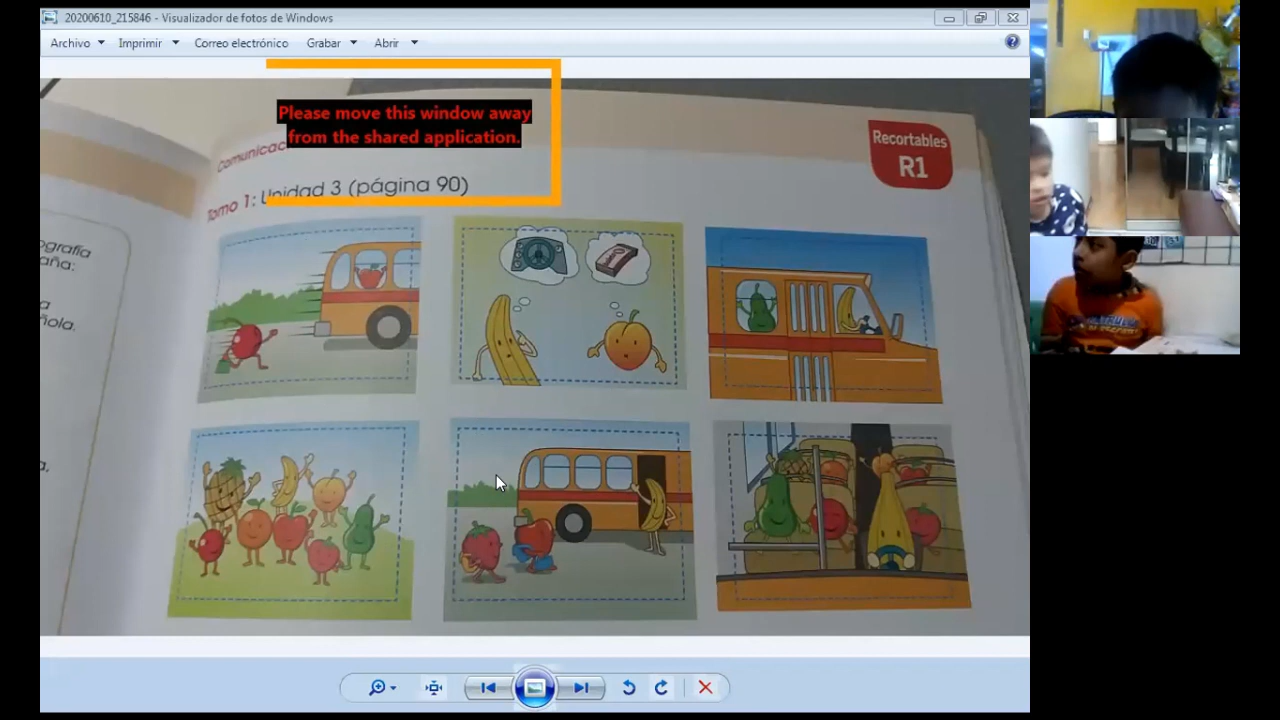 20200610_215846 - Visualizador de fotos de Windows
Archivo Imprimir Correo electrónico Grabar Abrir
Please move this window away
from the shared application.
Recortables
R1
Tomo 1: Unidad 3 (página 90)